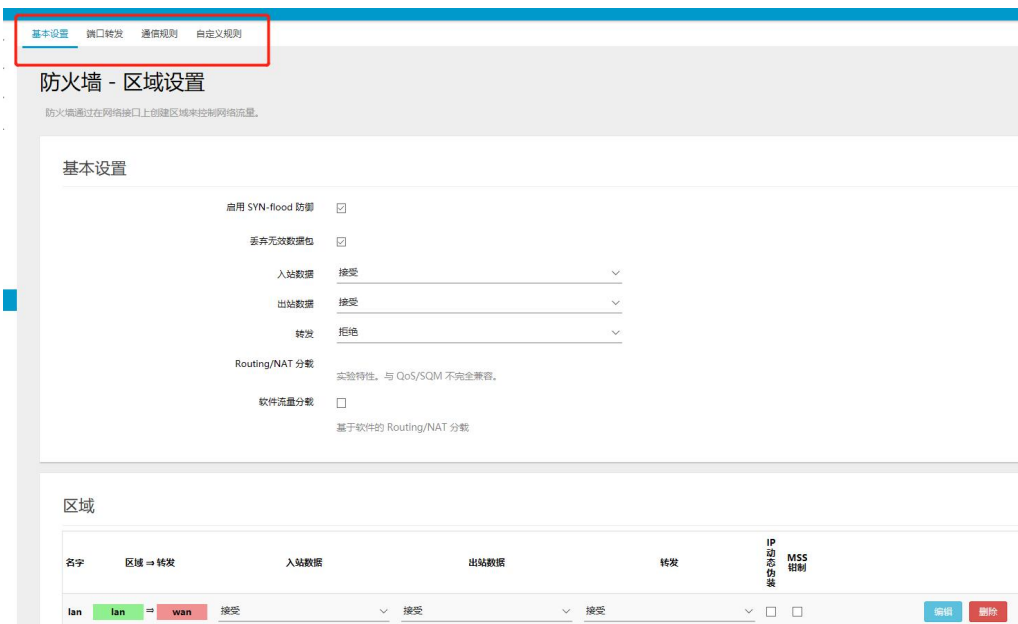 基本设置 端口转发 通信规则 自定义规则
防火墙 - 区域设置
防火墙通过在网络接口上创建区域来控制网络流量。
基本设置
启用 SYN-flood 防御
丢弃无效数据包
入站数据 接受
出站数据 接受
转发 拒绝
Routing/NAT 分载
实验特性。与 QoS/SQM 不完全兼容。
软件流量分载
基于软件的 Routing/NAT 分载
区域
名字 区域 ⇒ 转发 入站数据 出站数据 转发 IP动态伪装 MSS钳制
lan lan ⇒ wan 接受 接受 接受 编辑 删除